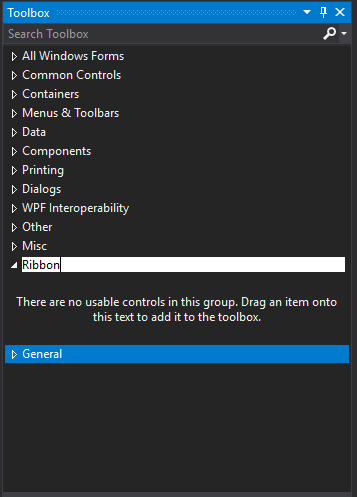 Toolbox
Search Toolbox
All Windows Forms
Common Controls
Containers
Menus & Toolbars
Data
Components
Printing
Dialogs
WPF Interoperability
Other
Misc
Ribbon
There are no usable controls in this group. Drag an item onto
this text to add it to the toolbox.
General